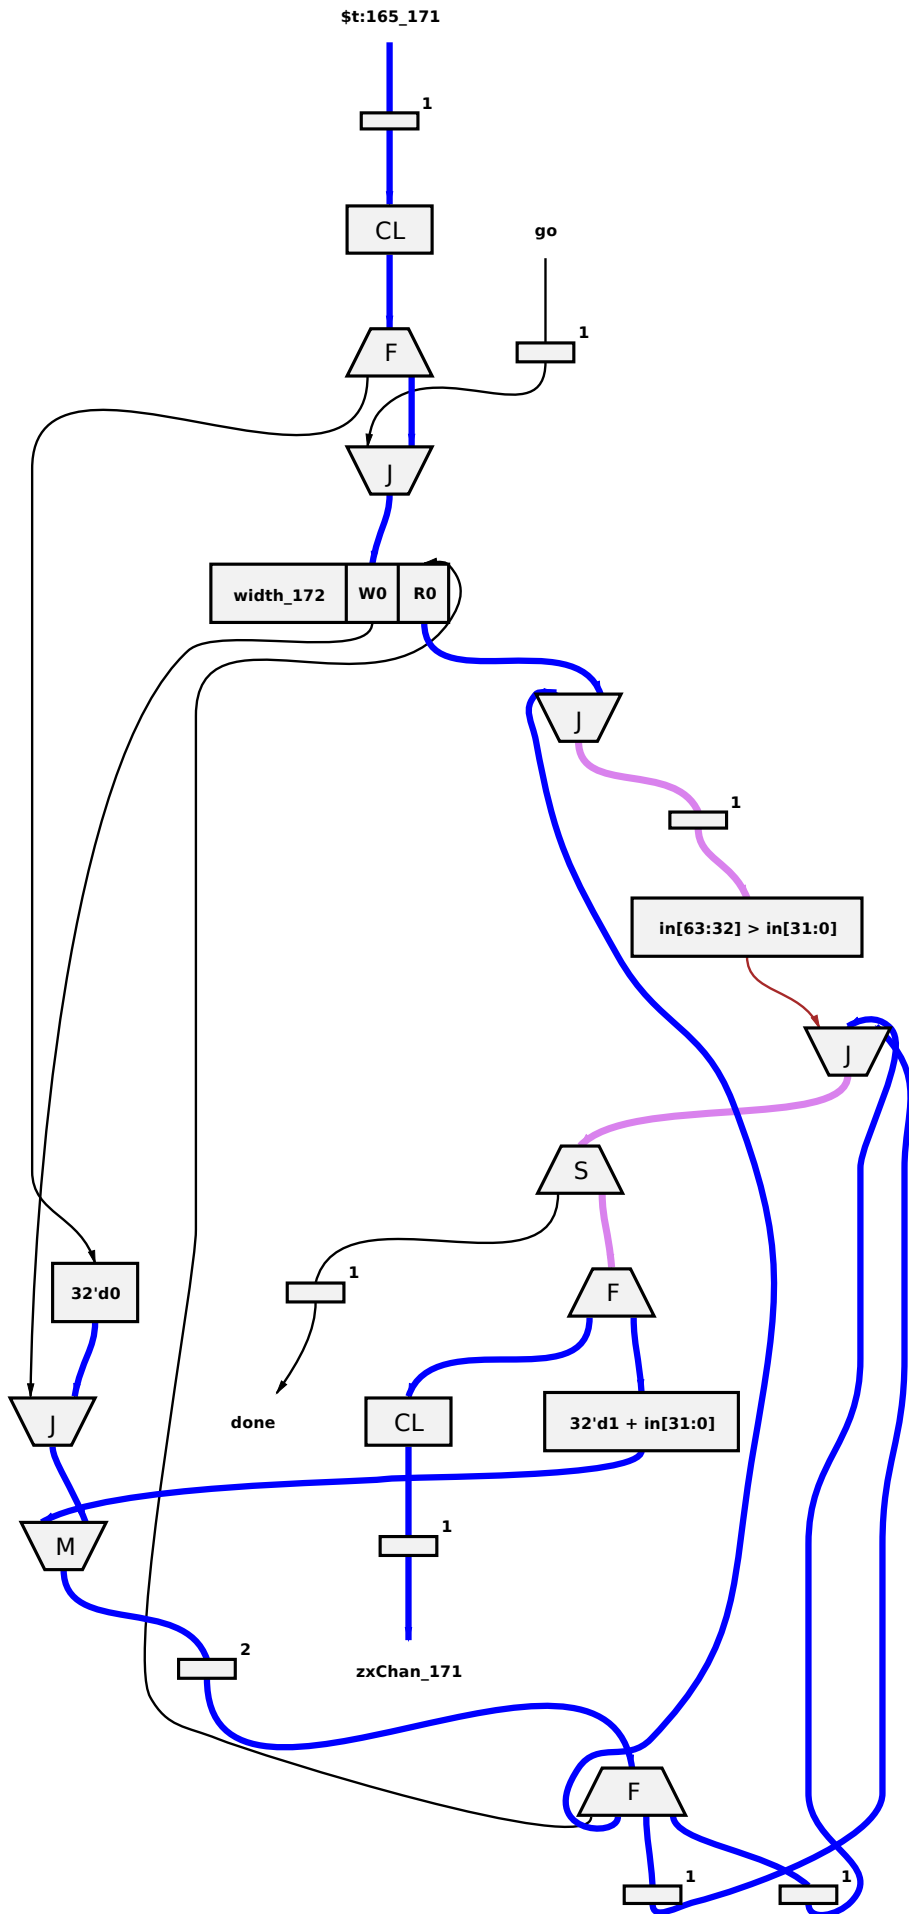 $t:165_171
1
CL
go
F
1
J
width_172 W0 R0
J
1
in[63:32] > in[31:0]
J
S
1
32'd0
F
CL
32'd1 + in[31:0]
done
J
1
M
2
zxChan_171
F
1
1